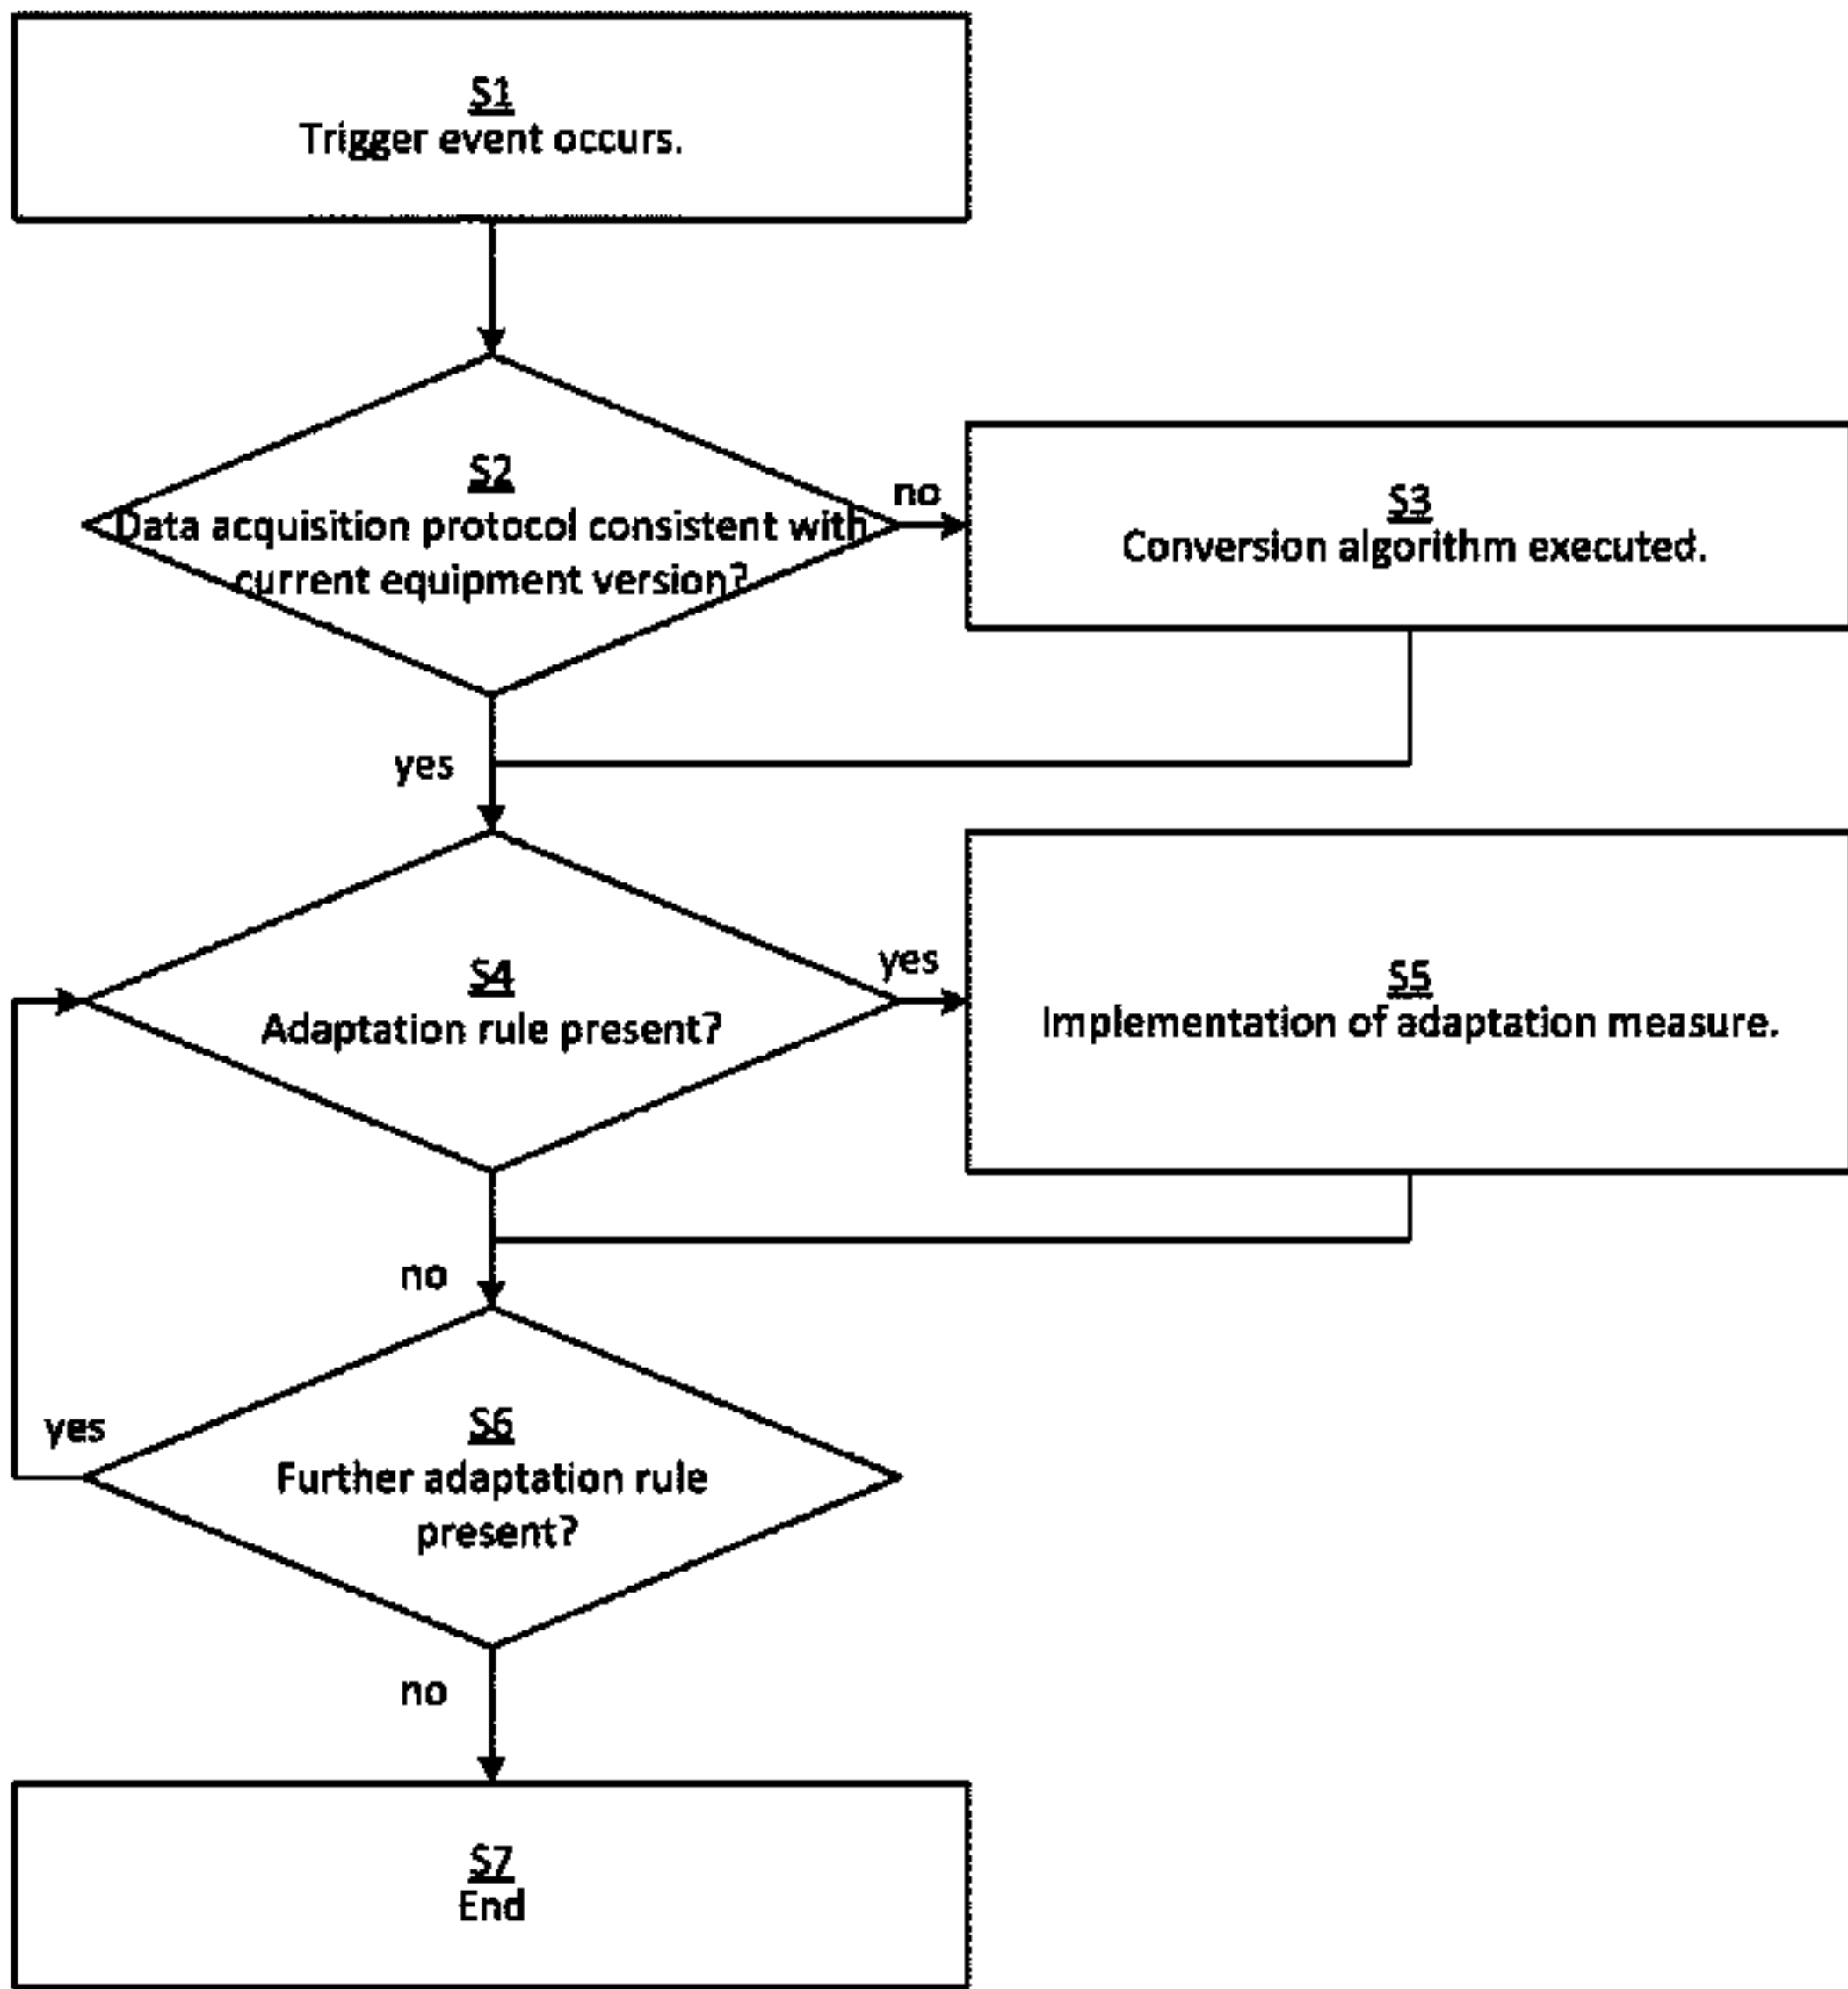 S1
Trigger event occurs.
S2
Data acquisition protocol consistent with
current equipment version?
no
S3
Conversion algorithm executed.
yes
S4
Adaptation rule present?
yes
S5
Implementation of adaptation measure.
no
S6
Further adaptation rule
present?
yes
no
S7
End